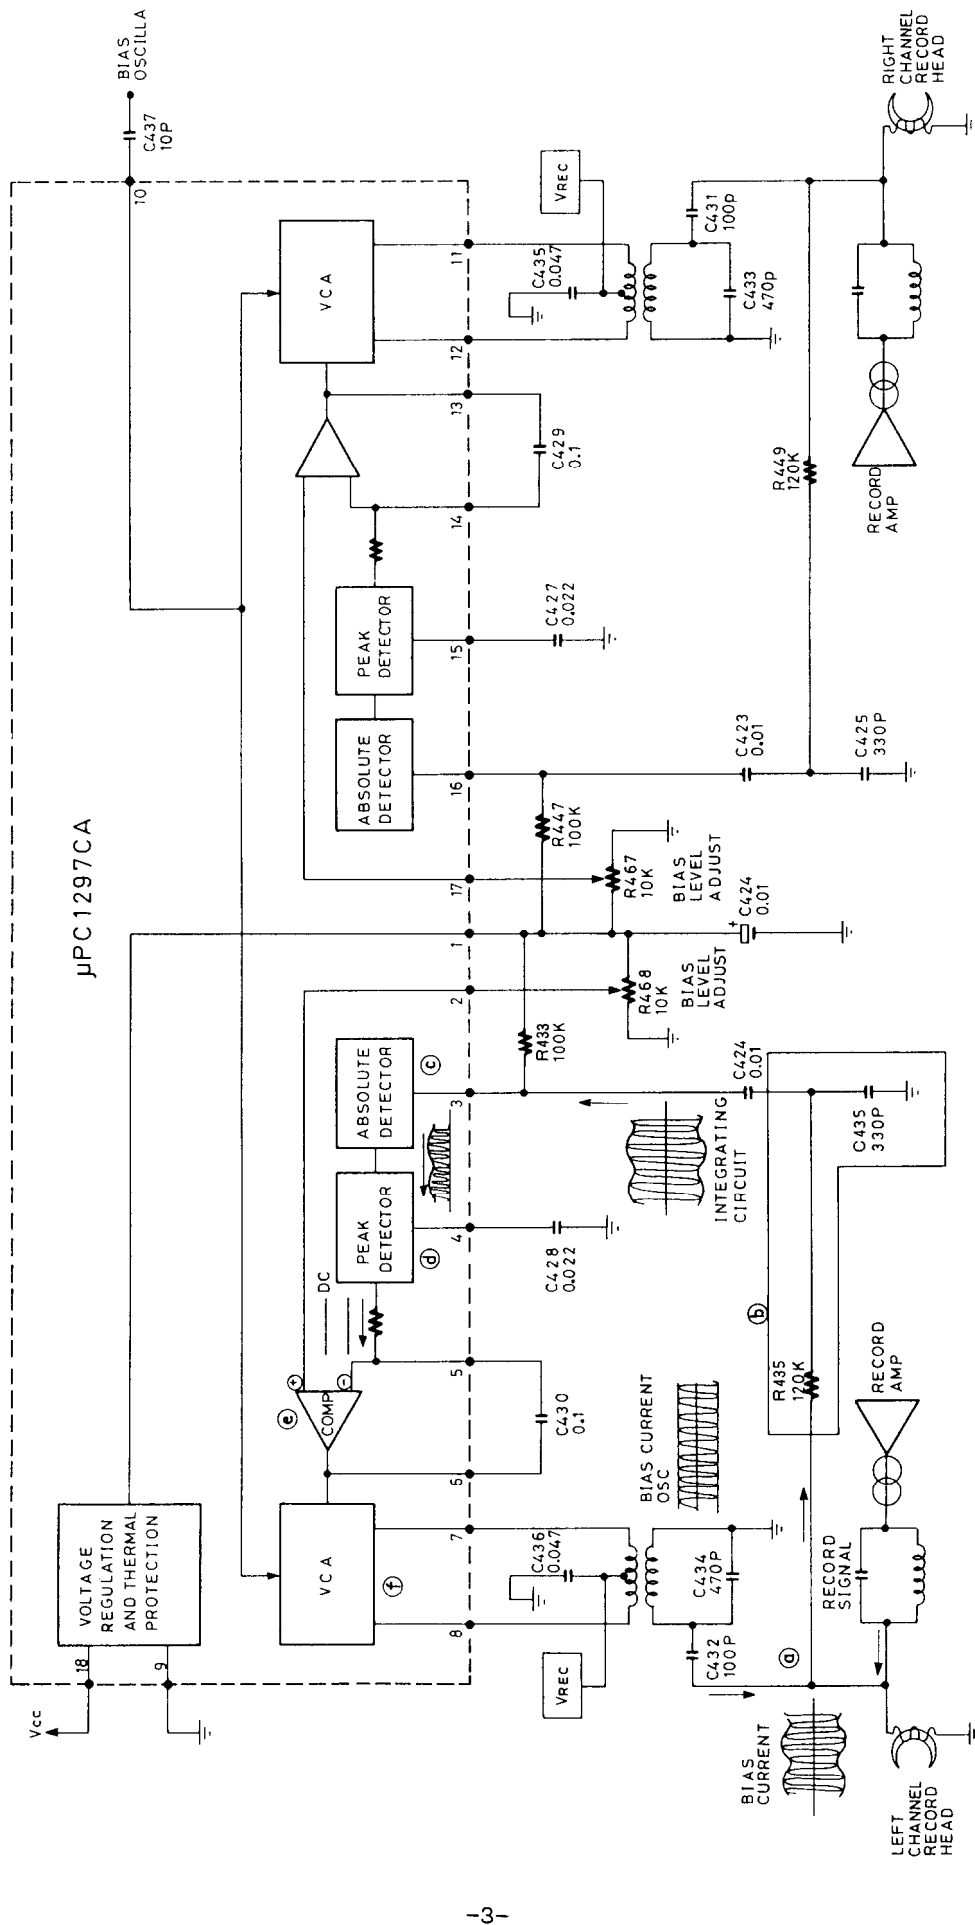 µPC1297CA
Vcc
18
9
VOLTAGE
REGULATION
AND THERMAL
PROTECTION
10
C437
10P
BIAS
OSCILLA
VCA
f
COMP
e
+
−
DC
PEAK
DETECTOR
d
ABSOLUTE
DETECTOR
c
ABSOLUTE
DETECTOR
PEAK
DETECTOR
VCA
8
7
6
5
4
3
2
1
17
16
15
14
13
12
11
VREC
C436
0.047
C430
0.1
C428
0.022
R433
100K
R447
100K
C427
0.022
C429
0.1
C435
0.047
VREC
C432
100P
C434
470P
BIAS CURRENT
OSC
INTEGRATING
CIRCUIT
R468
10K
BIAS
LEVEL
ADJUST
R467
10K
BIAS
LEVEL
ADJUST
C424
0.01
+
C424
0.01
C423
0.01
C425
330P
C433
470P
C431
100P
BIAS
CURRENT
a
b
R435
120K
C435
330P
R449
120K
RECORD
SIGNAL
RECORD
AMP
RECORD
AMP
LEFT
CHANNEL
RECORD
HEAD
RIGHT
CHANNEL
RECORD
HEAD
-3-